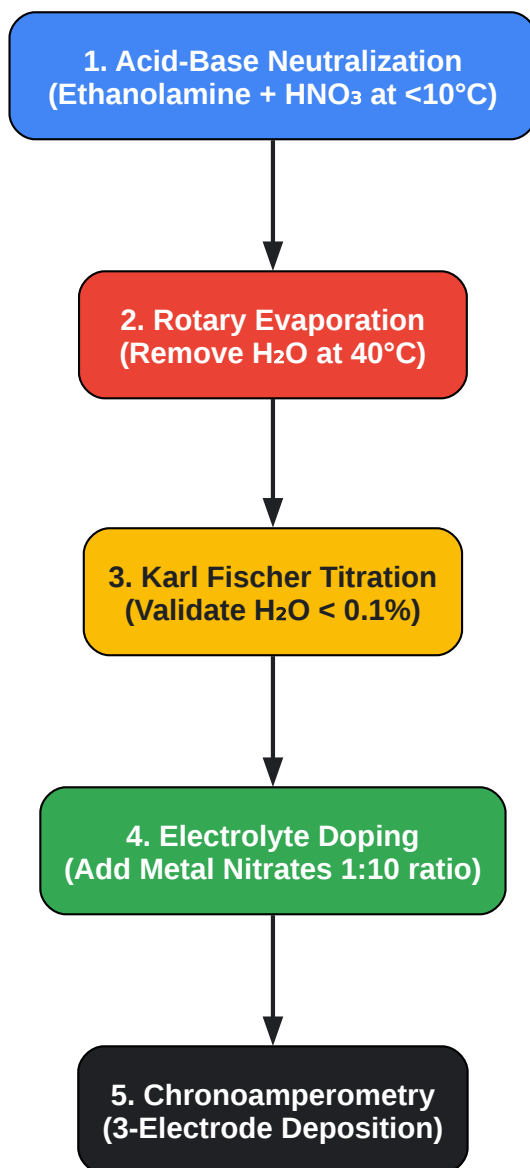 1. Acid-Base Neutralization
(Ethanolamine + HNO₃ at <10°C)
2. Rotary Evaporation
(Remove H₂O at 40°C)
3. Karl Fischer Titration
(Validate H₂O < 0.1%)
4. Electrolyte Doping
(Add Metal Nitrates 1:10 ratio)
5. Chronoamperometry
(3-Electrode Deposition)